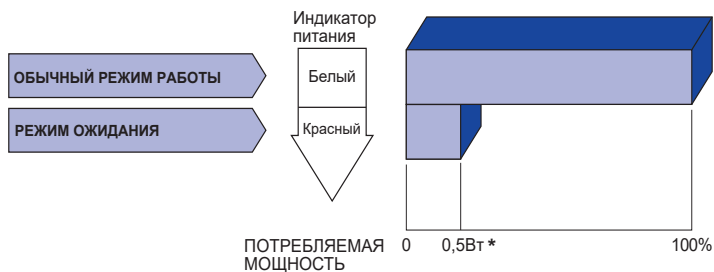 Индикатор
питания
ОБЫЧНЫЙ РЕЖИМ РАБОТЫ
Белый
РЕЖИМ ОЖИДАНИЯ
Красный
ПОТРЕБЛЯЕМАЯ
МОЩНОСТЬ
0 0,5Вт * 100%